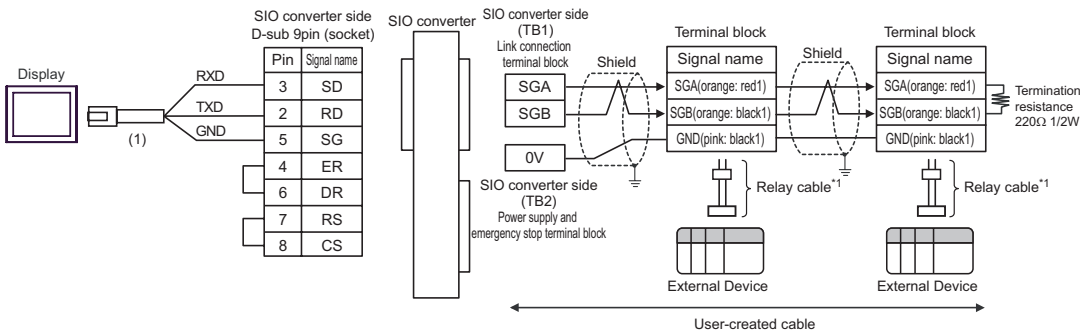 Display
RXD
TXD
GND
(1)
SIO converter side
D-sub 9pin (socket)
Pin Signal name
3 SD
2 RD
5 SG
4 ER
6 DR
7 RS
8 CS
SIO converter
SIO converter side
(TB1)
Link connection
terminal block
SGA
SGB
0V
SIO converter side
(TB2)
Power supply and
emergency stop terminal block
Shield
Terminal block
Signal name
SGA(orange: red1)
SGB(orange: black1)
GND(pink: black1)
Relay cable*1
External Device
Shield
Terminal block
Signal name
SGA(orange: red1)
SGB(orange: black1)
GND(pink: black1)
Termination
resistance
220Ω 1/2W
Relay cable*1
External Device
User-created cable